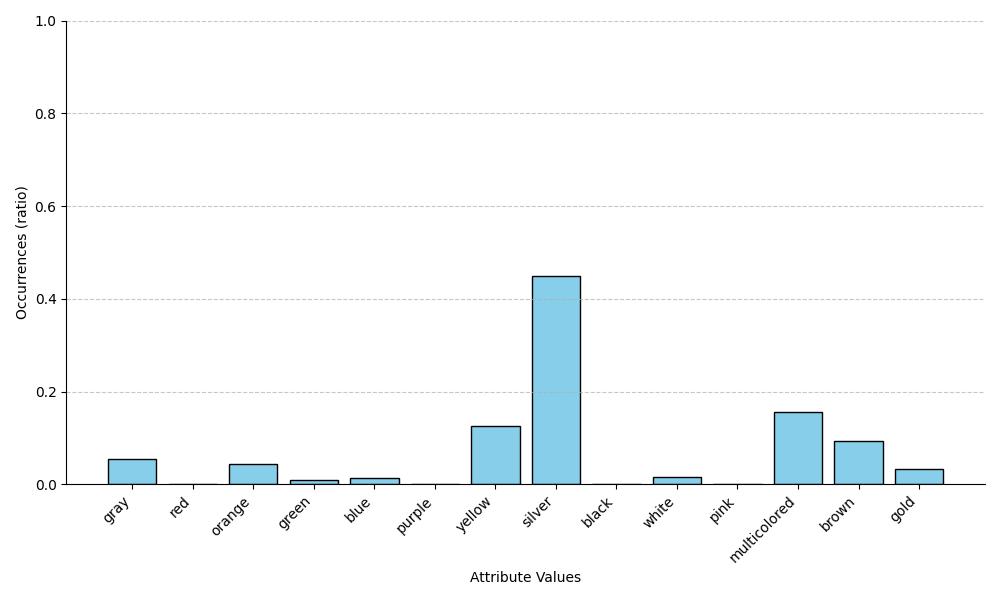 1.0
0.8
0.6
0.4
0.2
0.0
Occurrences (ratio)
gray
red
orange
green
blue
purple
yellow
silver
black
white
pink
multicolored
brown
gold
Attribute Values